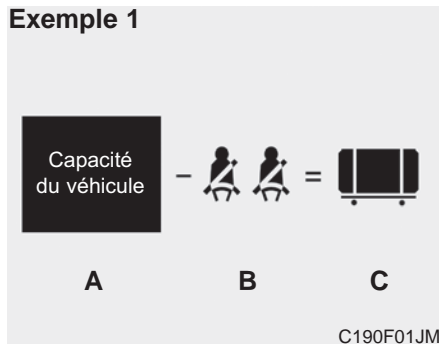 Exemple 1
Capacité
du véhicule
- =
A B C
C190F01JM